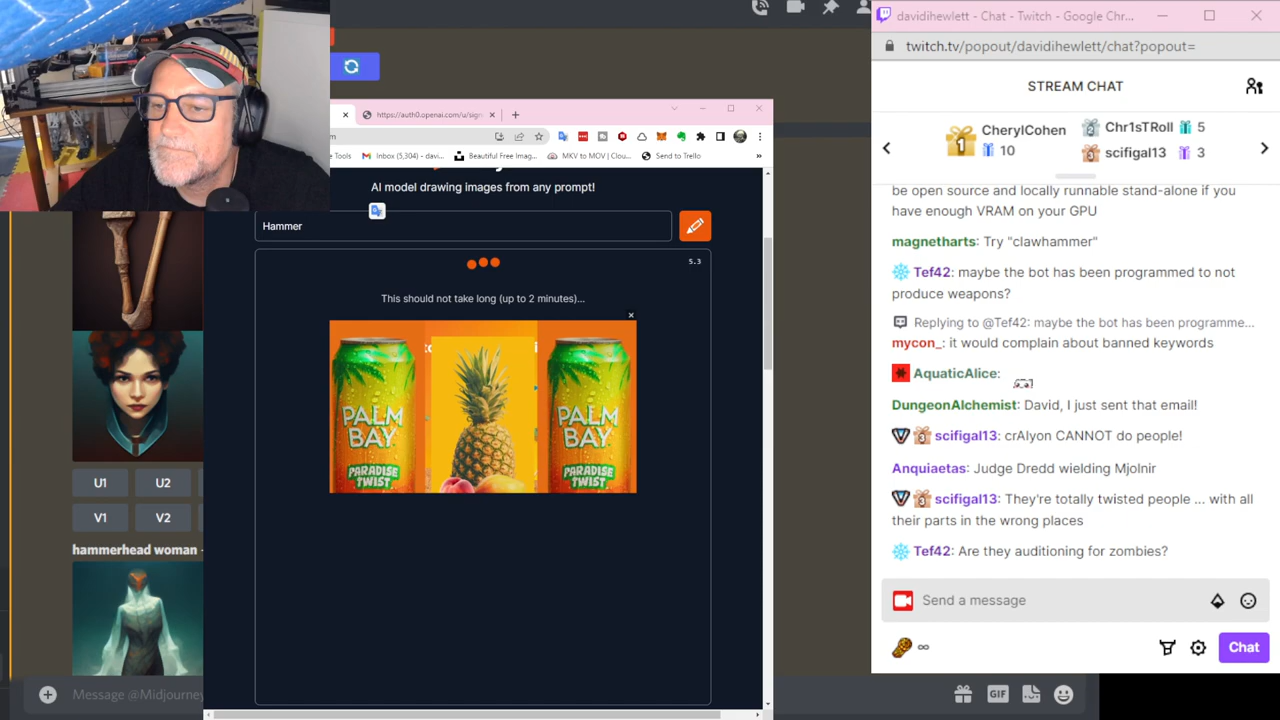 davidihewlett - Chat - Twitch - Google Chr...
twitch.tv/popout/davidihewlett/chat?popout=
STREAM CHAT
CherylCohen
10
Chr1sTRoll 5
scifigal13 3
be open source and locally runnable stand-alone if you
have enough VRAM on your GPU
magnetharts: Try "clawhammer"
Tef42: maybe the bot has been programmed to not
produce weapons?
Replying to @Tef42: maybe the bot has been programme...
mycon_: it would complain about banned keywords
AquaticAlice:
DungeonAlchemist: David, I just sent that email!
scifigal13: crAIyon CANNOT do people!
Anquiaetas: Judge Dredd wielding Mjolnir
scifigal13: They're totally twisted people ... with all
their parts in the wrong places
Tef42: Are they auditioning for zombies?
Send a message
Chat
https://auth0.openai.com/u/sign
Tools
Inbox (5,304) - davi...
Beautiful Free Imag...
MKV to MOV | Clou...
Send to Trello
»
AI model drawing images from any prompt!
Hammer
5.3
This should not take long (up to 2 minutes)...
PALM BAY
PARADISE TWIST
PALM BAY
PARADISE TWIST
U1
U2
V1
V2
hammerhead woman -
Message @Midjourney
GIF